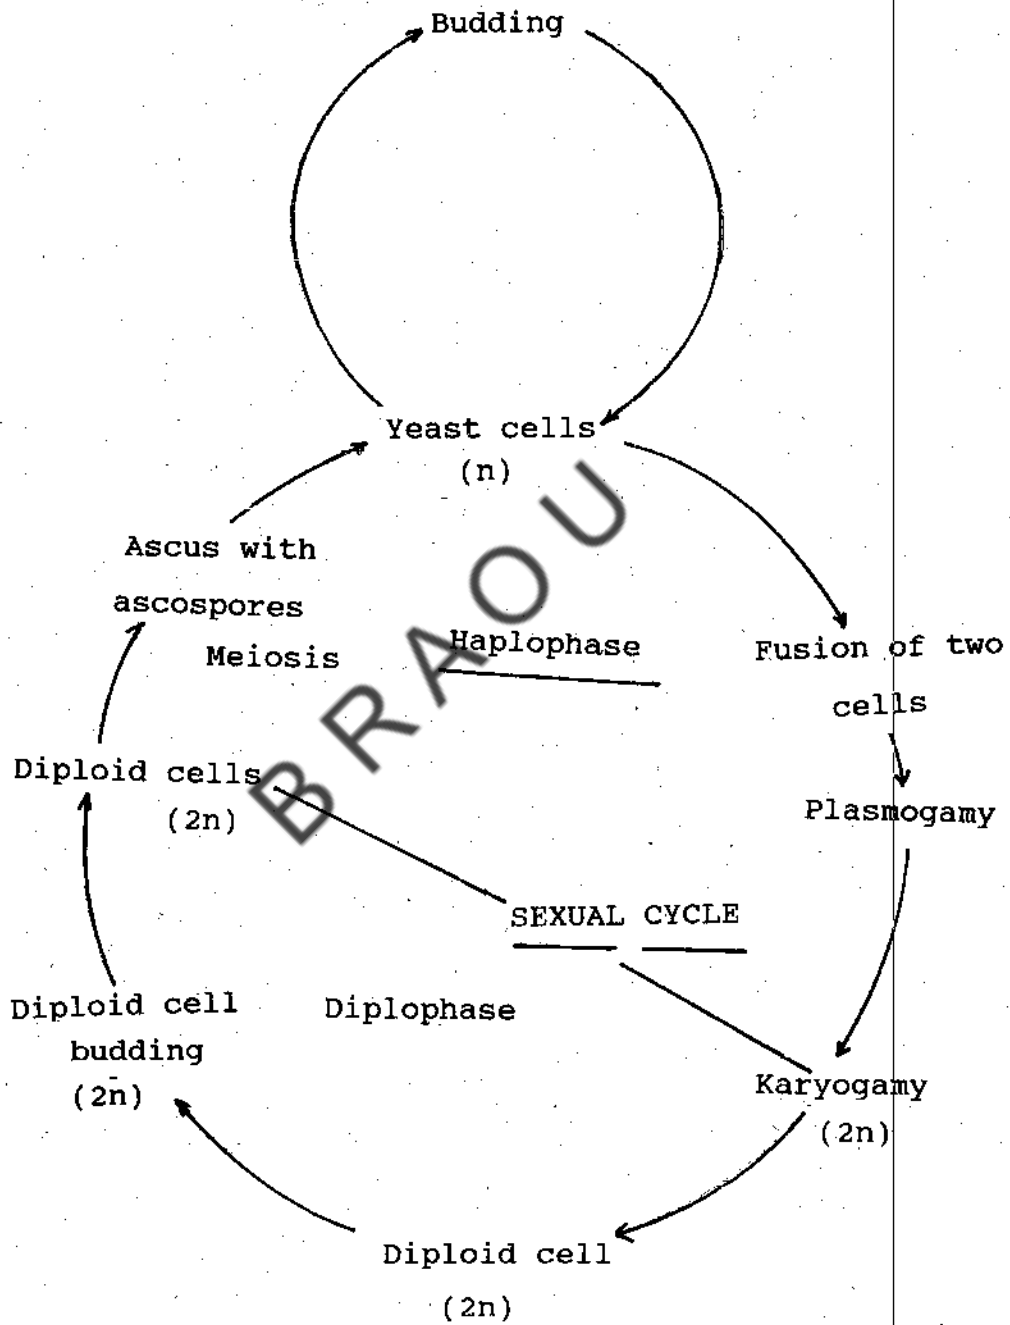 Budding
Yeast cells
(n)
Ascus with
ascospores
Meiosis
Haplophase
Fusion of two
cells
Diploid cells
(2n)
Plasmogamy
SEXUAL CYCLE
Diploid cell
budding
(2n)
Diplophase
Karyogamy
(2n)
Diploid cell
(2n)
BRAOU